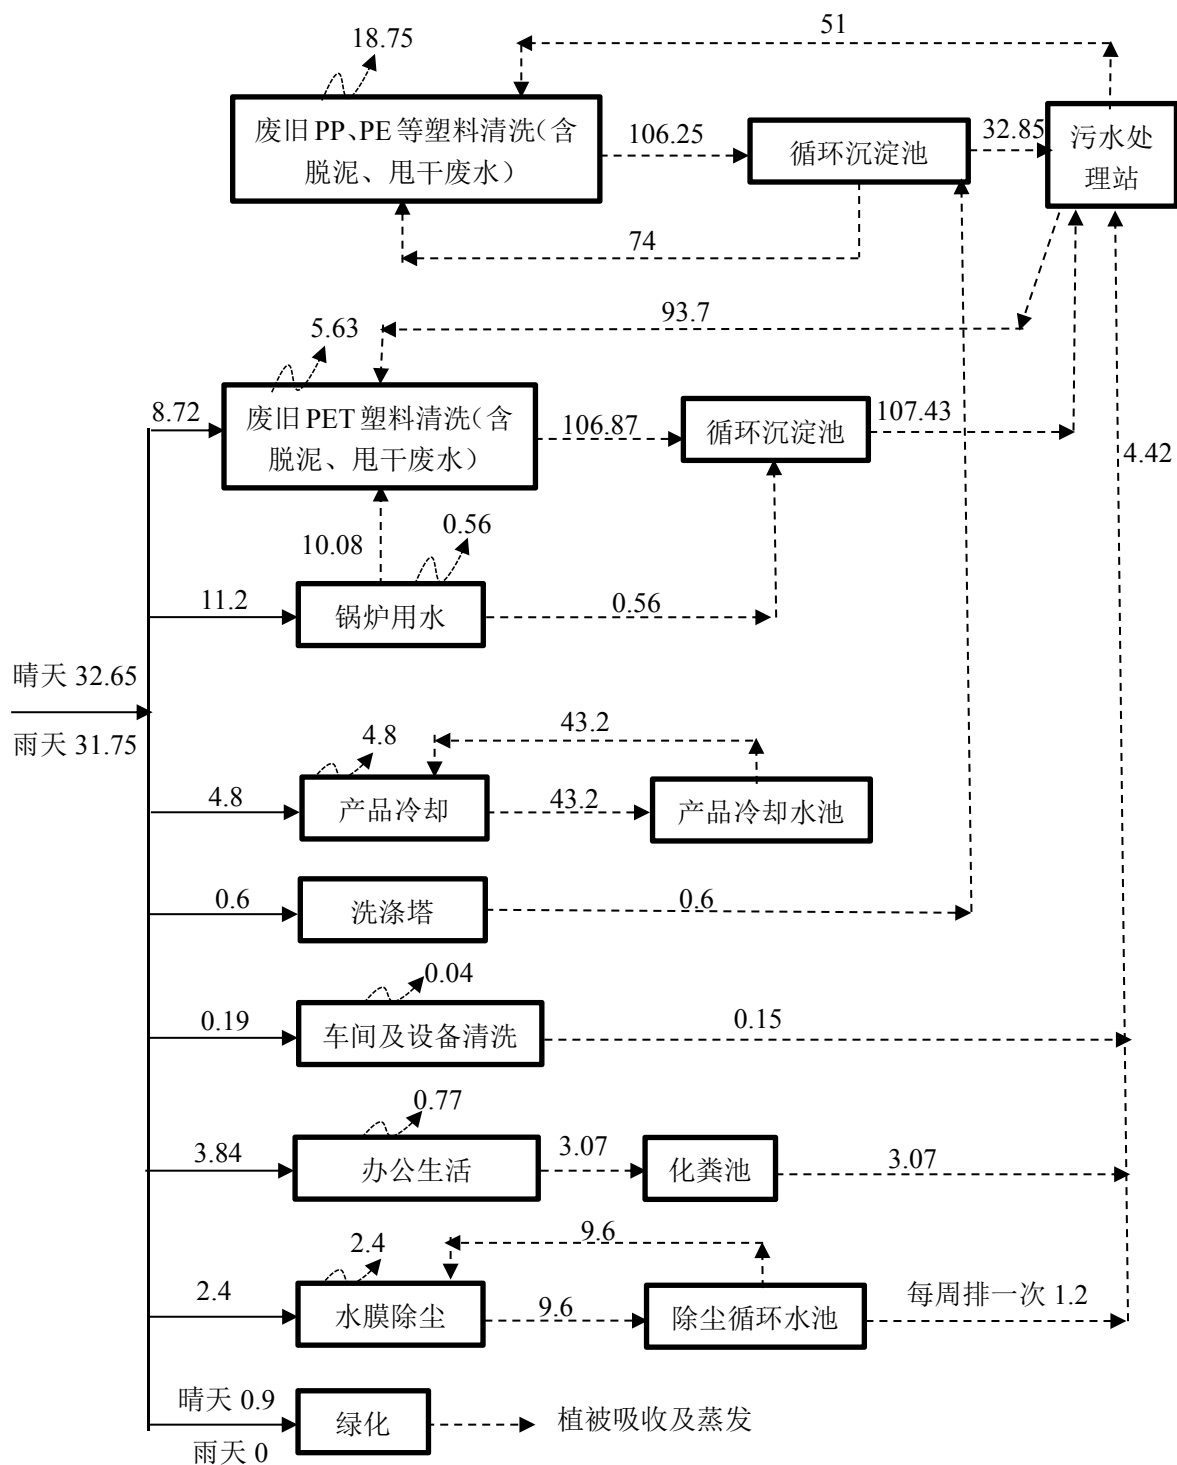 51
18.75
废旧 PP、PE 等塑料清洗（含
脱泥、甩干废水）
106.25
循环沉淀池
32.85
污水处
理站
74
93.7
5.63
8.72
废旧 PET 塑料清洗（含
脱泥、甩干废水）
106.87
循环沉淀池
107.43
4.42
10.08
0.56
11.2
锅炉用水
0.56
晴天 32.65
雨天 31.75
4.8
43.2
4.8
产品冷却
43.2
产品冷却水池
0.6
洗涤塔
0.6
0.04
0.19
车间及设备清洗
0.15
0.77
3.84
办公生活
3.07
化粪池
3.07
2.4
9.6
2.4
水膜除尘
9.6
除尘循环水池
每周排一次 1.2
晴天 0.9
雨天 0
绿化
植被吸收及蒸发